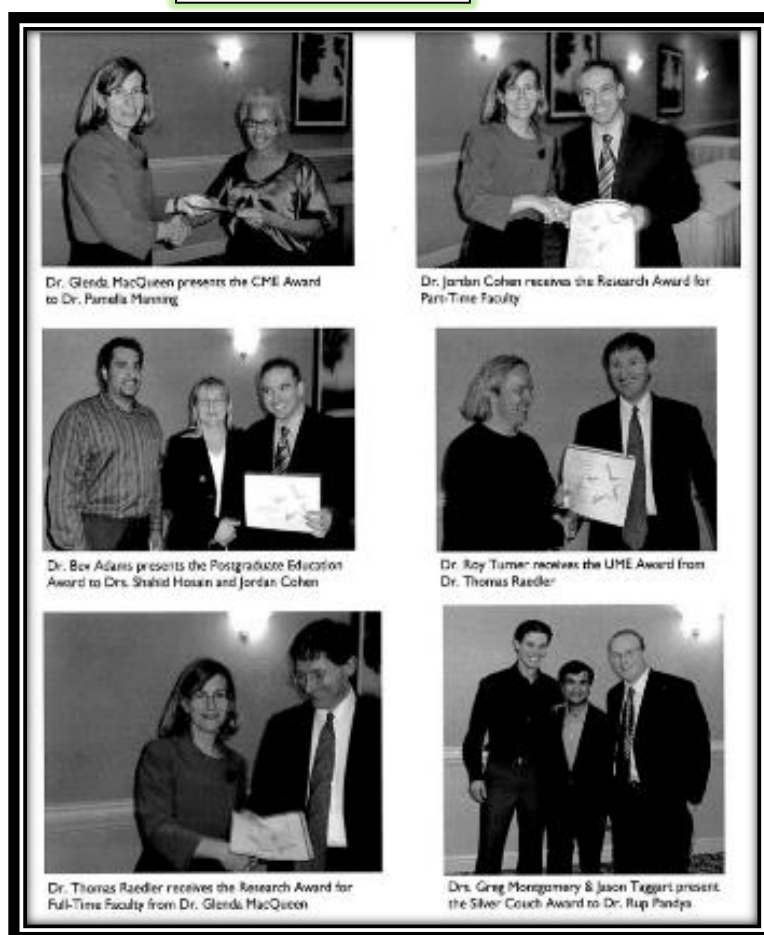 Dr. Glenda MacQueen presents the CME Award
to Dr. Pamella Manning
Dr. Jordan Cohen receives the Research Award for
Part-Time Faculty
Dr. Bev Adams presents the Postgraduate Education
Award to Drs. Shahid Hosain and Jordan Cohen
Dr. Roy Turner receives the UME Award from
Dr. Thomas Raedler
Dr. Thomas Raedler receives the Research Award for
Full-Time Faculty from Dr. Glenda MacQueen
Drs. Greg Montgomery & Jason Taggart present
the Silver Couch Award to Dr. Rup Pandya